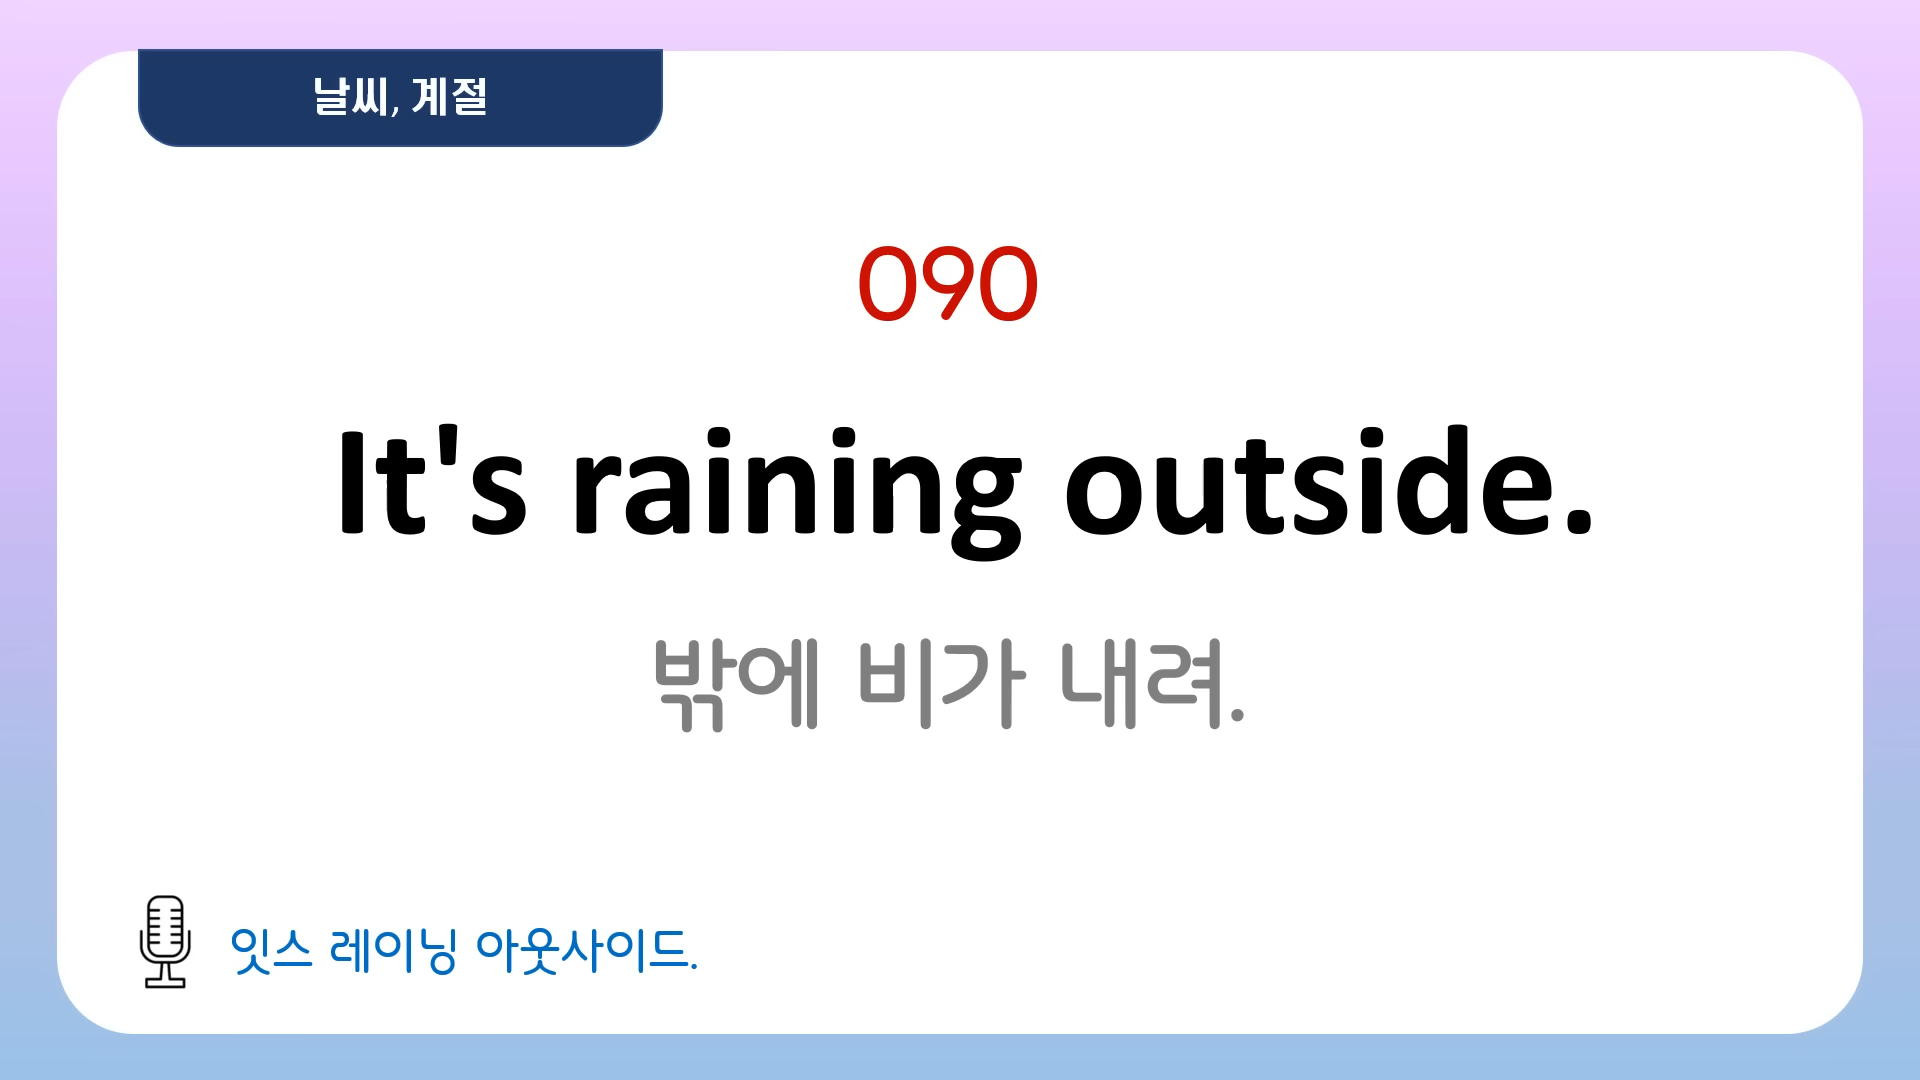 날씨, 계절
090
It's raining outside.
밖에 비가 내려.
잇스 레이닝 아웃사이드.